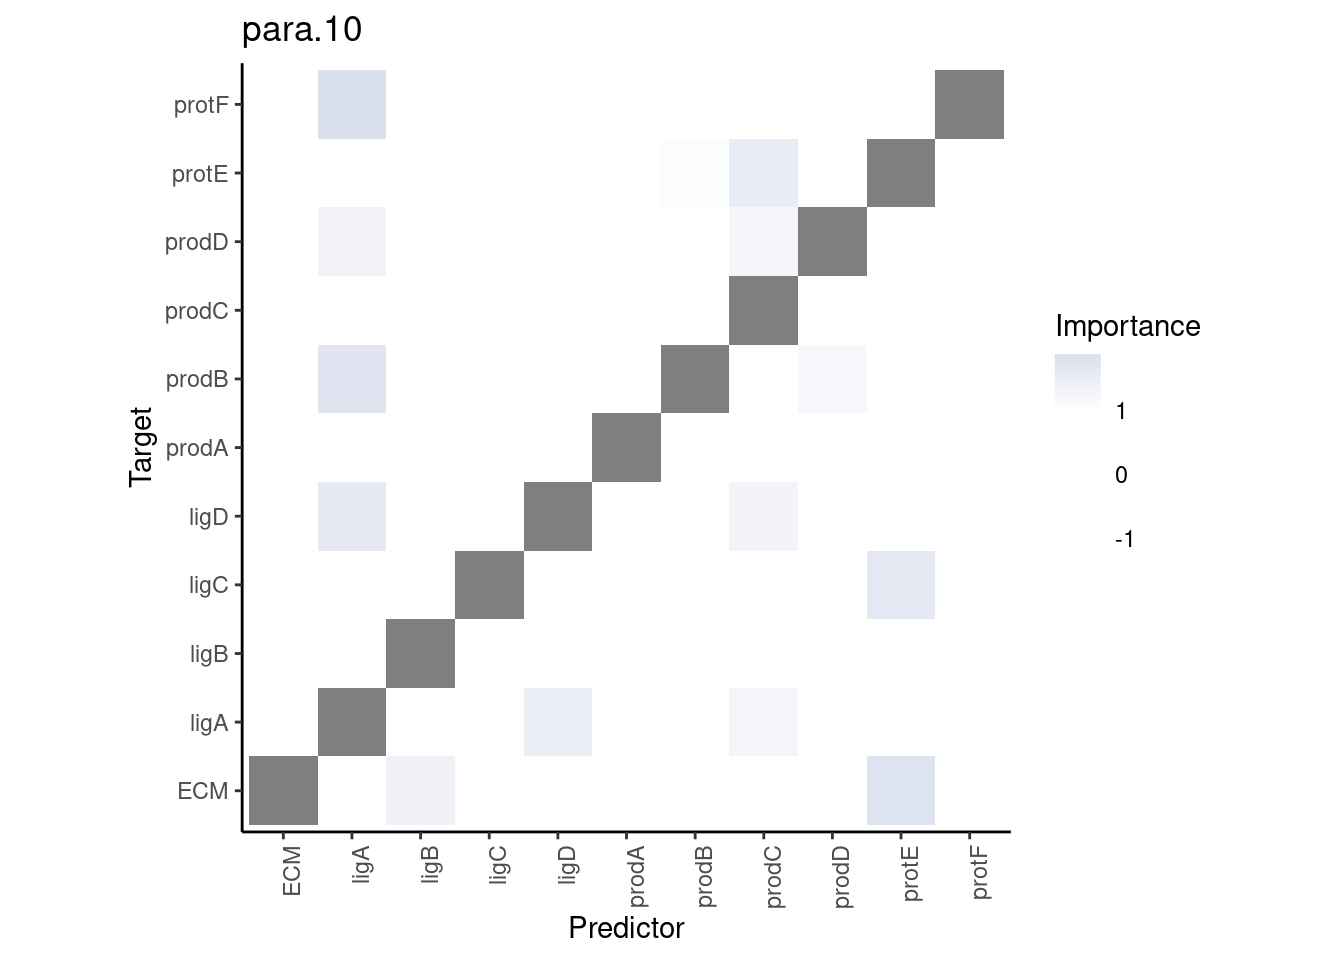 para.10
protF
protE
prodD
prodC
prodB
prodA
ligD
ligC
ligB
ligA
ECM
Target
ECM
ligA
ligB
ligC
ligD
prodA
prodB
prodC
prodD
protE
protF
Predictor
Importance
1
0
-1